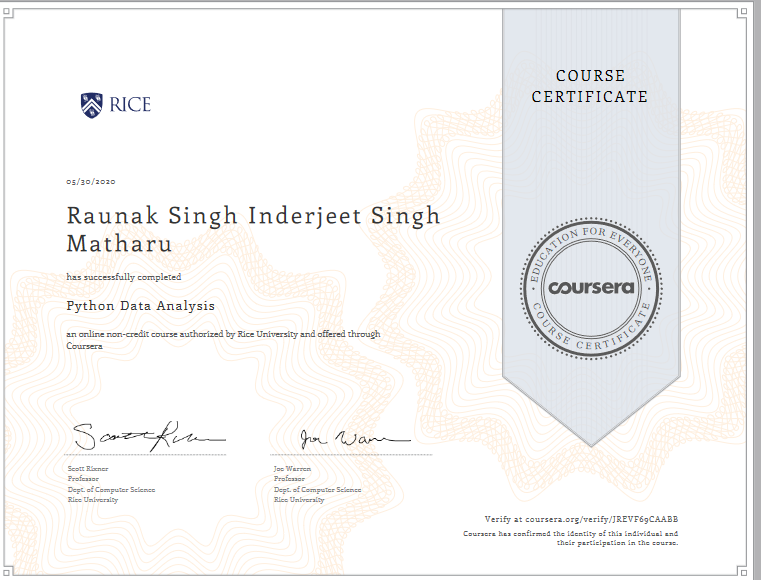 COURSE
CERTIFICATE
RICE
05/30/2020
Raunak Singh Inderjeet Singh
Matharu
has successfully completed
Python Data Analysis
an online non-credit course authorized by Rice University and offered through
Coursera
EDUCATION FOR EVERYONE
coursera
COURSE CERTIFICATE
Scott Rixner
Professor
Dept. of Computer Science
Rice University
Joe Warren
Professor
Dept. of Computer Science
Rice University
Verify at coursera.org/verify/JREVF69CAABB
Coursera has confirmed the identity of this individual and
their participation in the course.